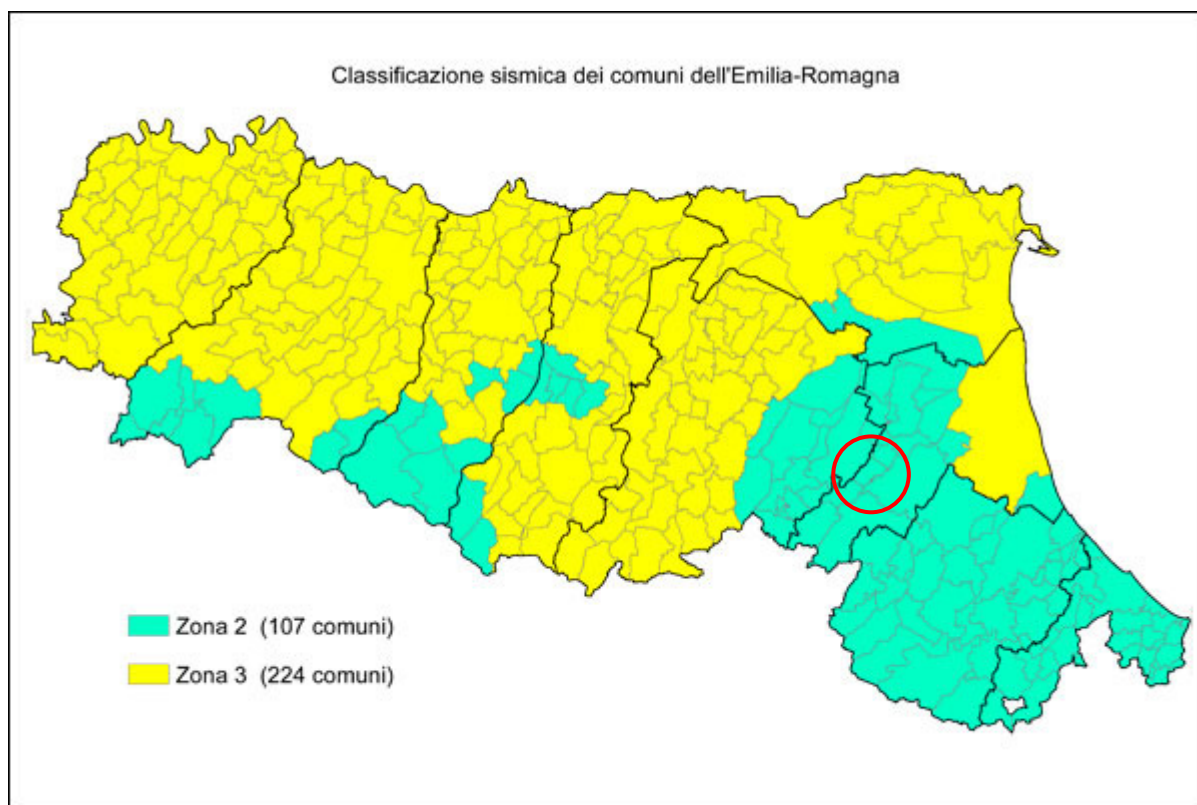 Classificazione sismica dei comuni dell'Emilia-Romagna
Zona 2 (107 comuni)
Zona 3 (224 comuni)